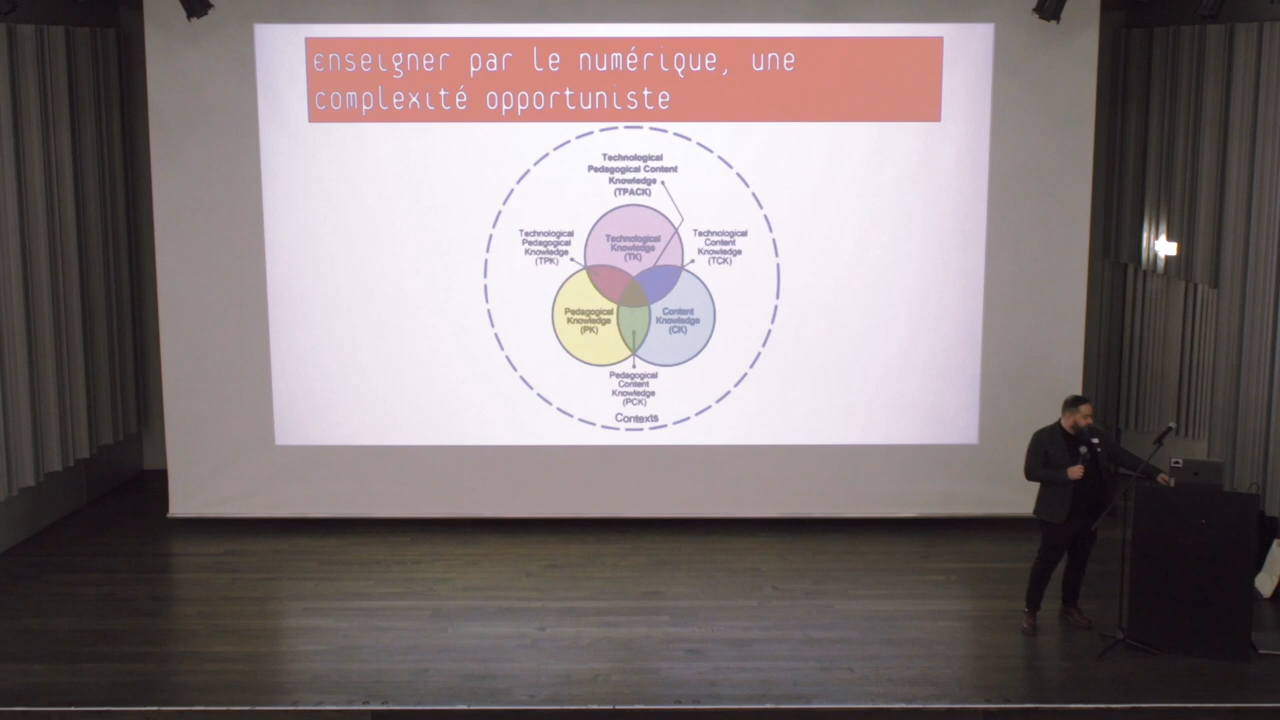 enseigner par le numérique, une
complexité opportuniste
Technological
Pedagogical Content
Knowledge
(TPACK)
Technological
Pedagogical
Knowledge
(TPK)
Technological
Knowledge
(TK)
Technological
Content
Knowledge
(TCK)
Pedagogical
Knowledge
(PK)
Content
Knowledge
(CK)
Pedagogical
Content
Knowledge
(PCK)
Contexts